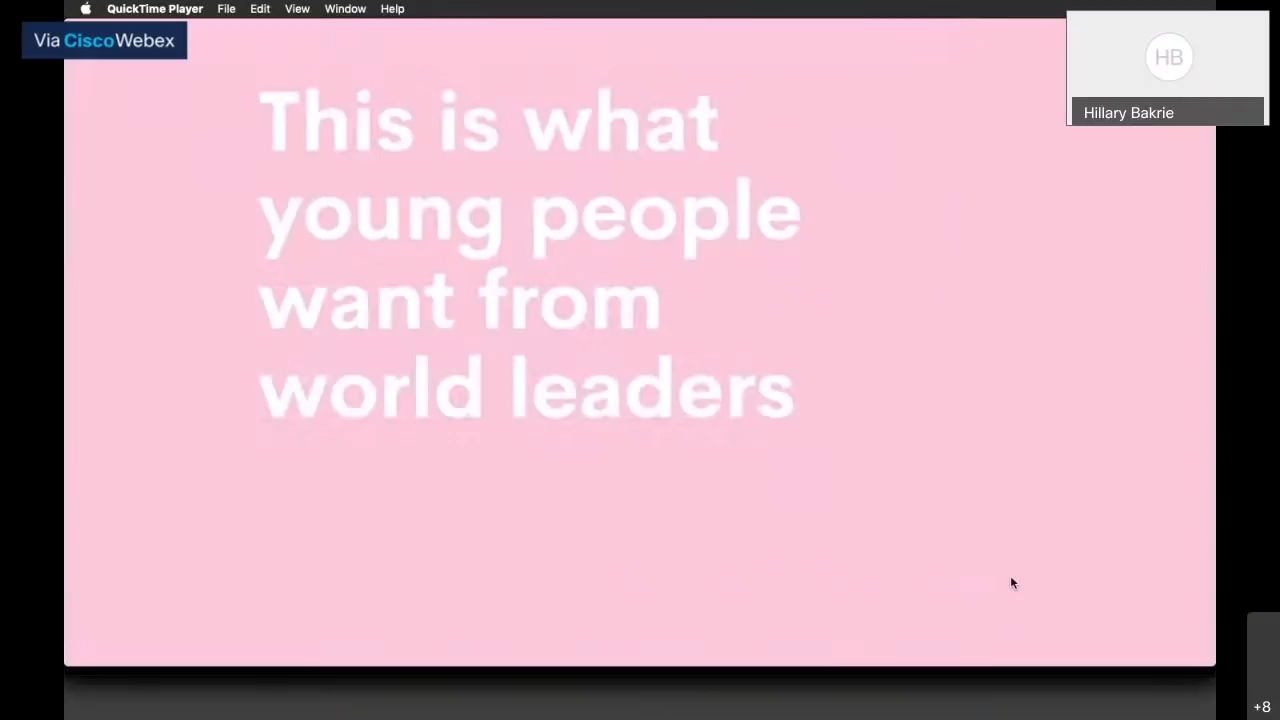 QuickTime Player File Edit View Window Help
Via CiscoWebex
HB
Hillary Bakrie
This is what
young people
want from
world leaders
+8